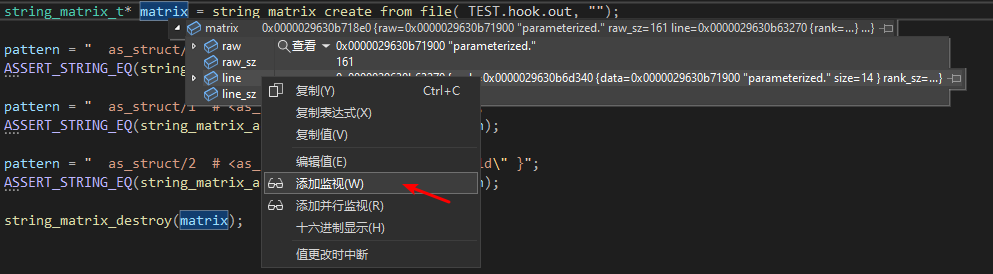 string_matrix_t* matrix = string_matrix_create_from_file(_TEST.hook.out, "");
matrix 0x0000029630b718e0 {raw=0x0000029630b71900 "parameterized." raw_sz=161 line=0x0000029630b63270 {rank=...} ...}
pattern = " as_
raw 查看 0x0000029630b71900 "parameterized."
ASSERT_STRING_EQ(string_
raw_sz 161
line =0x0000029630b6d340 {data=0x0000029630b71900 "parameterized." size=14 } rank_sz=...}
line_sz
复制(Y) Ctrl+C
pattern = " as_struct/1 # <as_
复制表达式(X)
ASSERT_STRING_EQ(string_matrix_a );
复制值(V)
pattern = " as_struct/2 # <as_ ld\" }";
编辑值(E)
ASSERT_STRING_EQ(string_matrix_a );
添加监视(W)
添加并行监视(R)
string_matrix_destroy(matrix);
十六进制显示(H)
值更改时中断